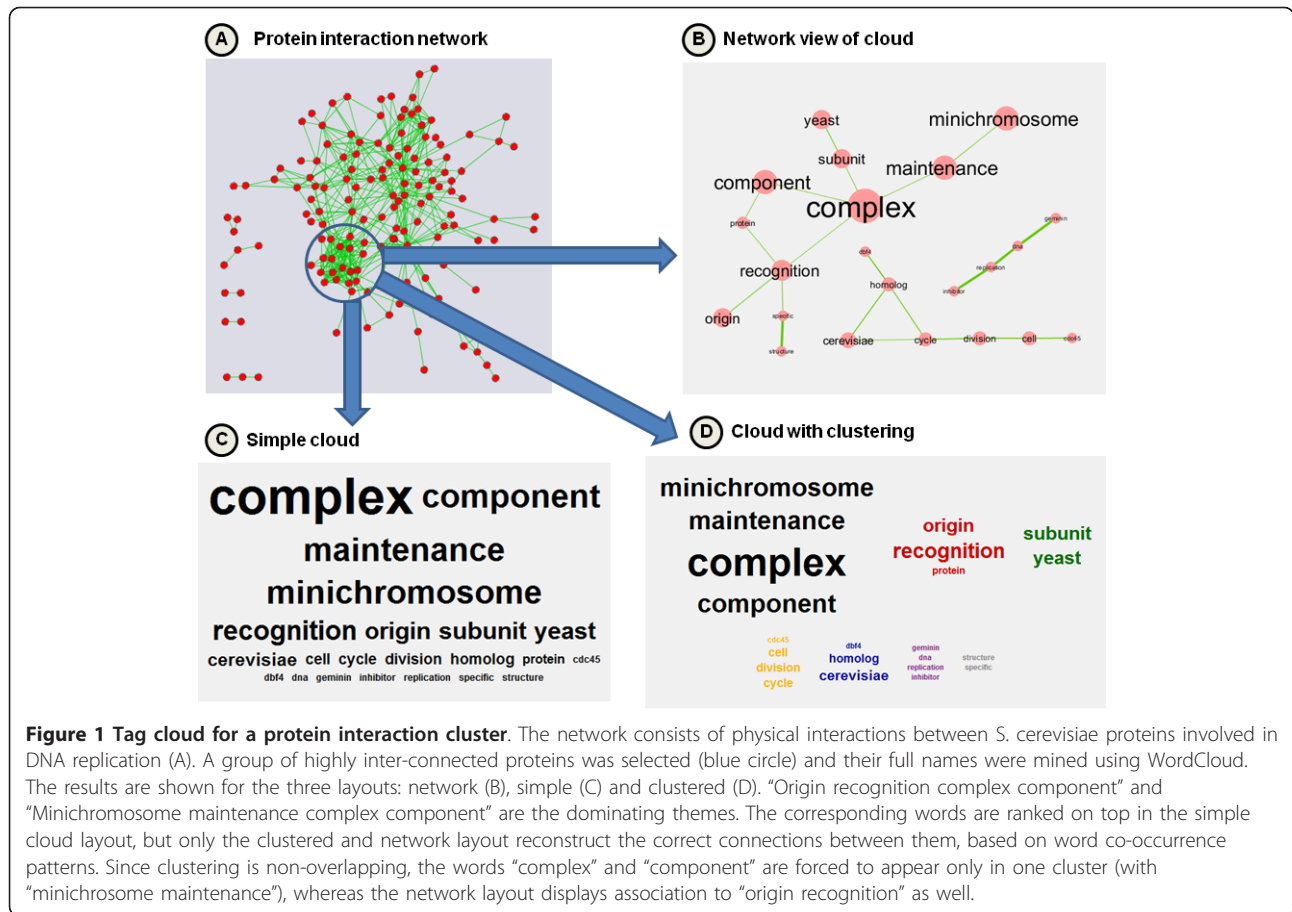 A Protein interaction network
B Network view of cloud
yeast
minichromosome
subunit
maintenance
component
complex
protein
geminin
dna
dbf4
replication
recognition
homolog
inhibitor
origin
specific
cerevisiae
cycle
division
cell
cdc45
structure
C Simple cloud
complex component
maintenance
minichromosome
recognition origin subunit yeast
cerevisiae cell cycle division homolog protein cdc45
dbf4 dna geminin inhibitor replication specific structure
D Cloud with clustering
minichromosome
maintenance
complex
component
origin
recognition
protein
subunit
yeast
cdc45
cell
division
cycle
dbf4
homolog
cerevisiae
geminin
dna
replication
inhibitor
structure
specific
Figure 1 Tag cloud for a protein interaction cluster. The network consists of physical interactions between S. cerevisiae proteins involved in
DNA replication (A). A group of highly inter-connected proteins was selected (blue circle) and their full names were mined using WordCloud.
The results are shown for the three layouts: network (B), simple (C) and clustered (D). "Origin recognition complex component" and
"Minichromosome maintenance complex component" are the dominating themes. The corresponding words are ranked on top in the simple
cloud layout, but only the clustered and network layout reconstruct the correct connections between them, based on word co-occurrence
patterns. Since clustering is non-overlapping, the words "complex" and "component" are forced to appear only in one cluster (with
"minichrosome maintenance"), whereas the network layout displays association to "origin recognition" as well.